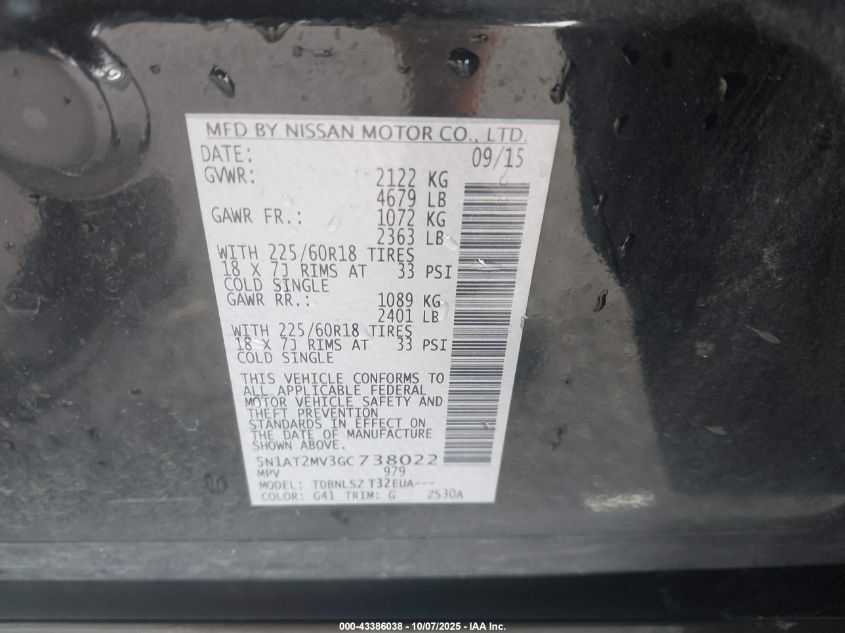 MFD BY NISSAN MOTOR CO., LTD.
DATE: 09/15
GVWR: 2122 KG
4679 LB
GAWR FR.: 1072 KG
2363 LB
WITH 225/60R18 TIRES
18 X 7J RIMS AT 33 PSI
COLD SINGLE
GAWR RR.: 1089 KG
2401 LB
WITH 225/60R18 TIRES
18 X 7J RIMS AT 33 PSI
COLD SINGLE
THIS VEHICLE CONFORMS TO
ALL APPLICABLE FEDERAL
MOTOR VEHICLE SAFETY AND
THEFT PREVENTION
STANDARDS IN EFFECT ON
THE DATE OF MANUFACTURE
SHOWN ABOVE.
5N1AT2MV3GC738022
MPV 979
MODEL: TDBNLSZ T32EUA---
COLOR: G41 TRIM: G 2S30A
000-43386038 - 10/07/2025 - IAA Inc.